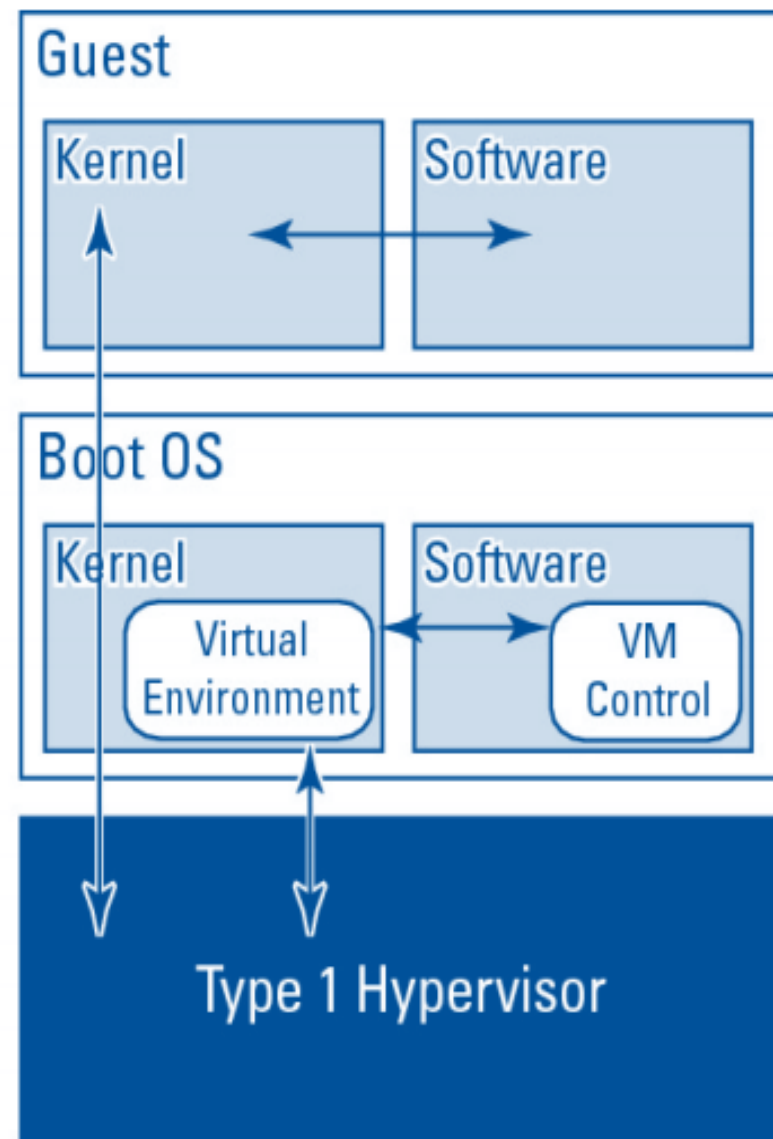 Guest
Kernel
Software
Boot OS
Kernel
Software
Virtual
Environment
VM
Control
Type 1 Hypervisor